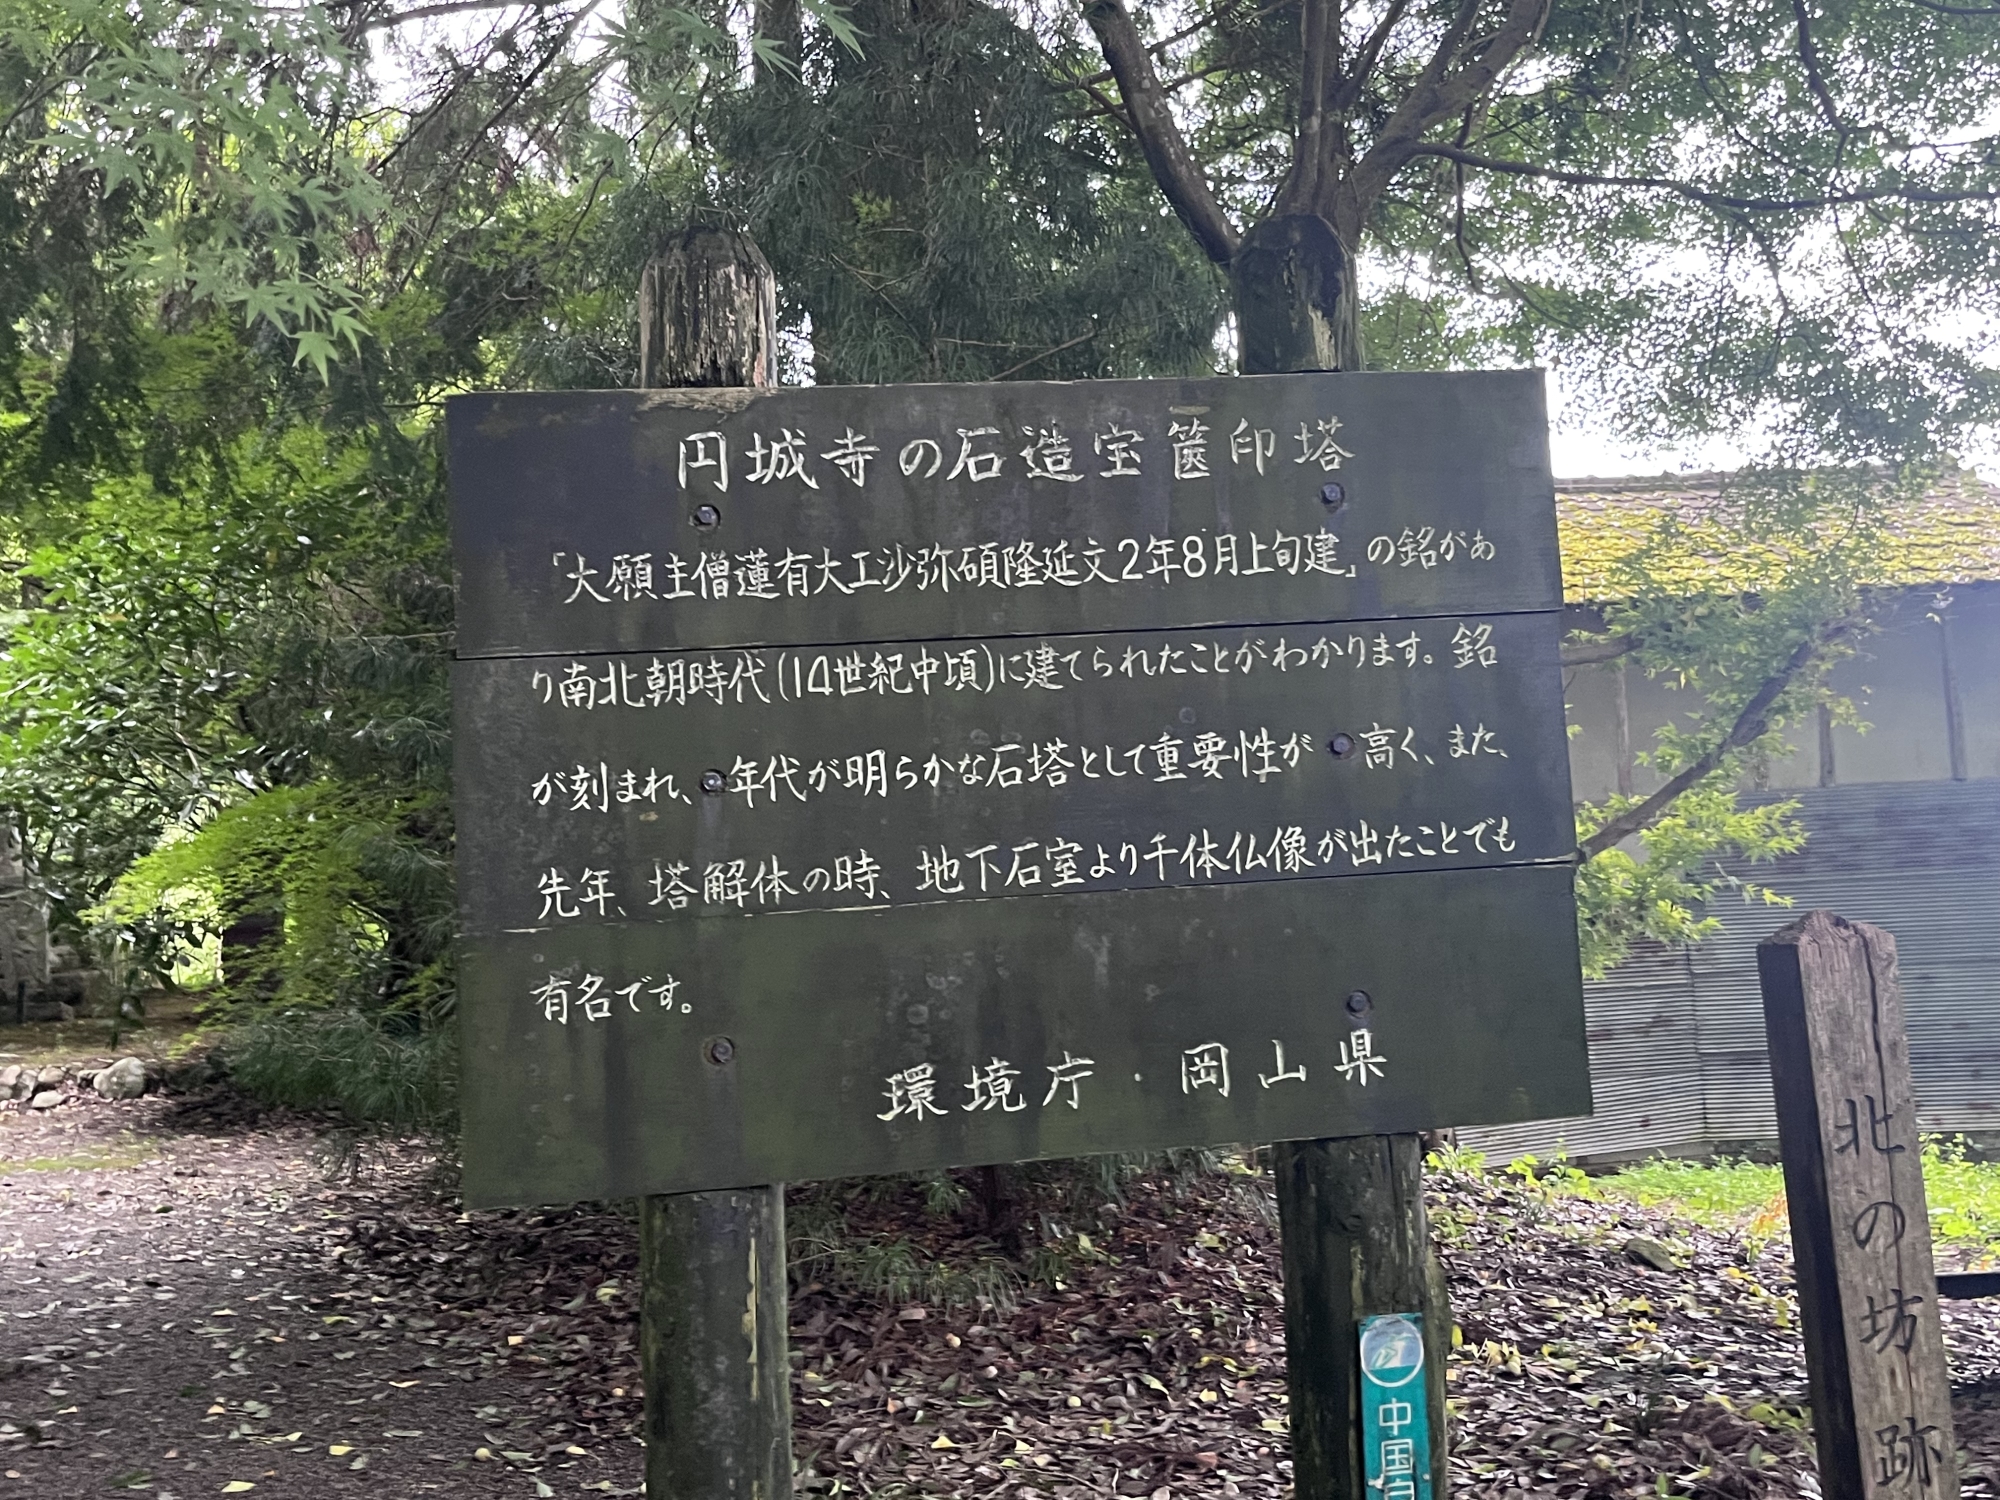 円城寺の石造宝篋印塔
「大願主僧蓮有大工沙弥碩隆延文2年8月上旬建」の銘があ
り南北朝時代(14世紀中頃)に建てられたことがわかります。銘
が刻まれ、年代が明らかな石塔として重要性が高く、また、
先年、塔解体の時、地下石室より千体仏像が出たことでも
有名です。
環境庁・岡山県
中国
北の坊跡